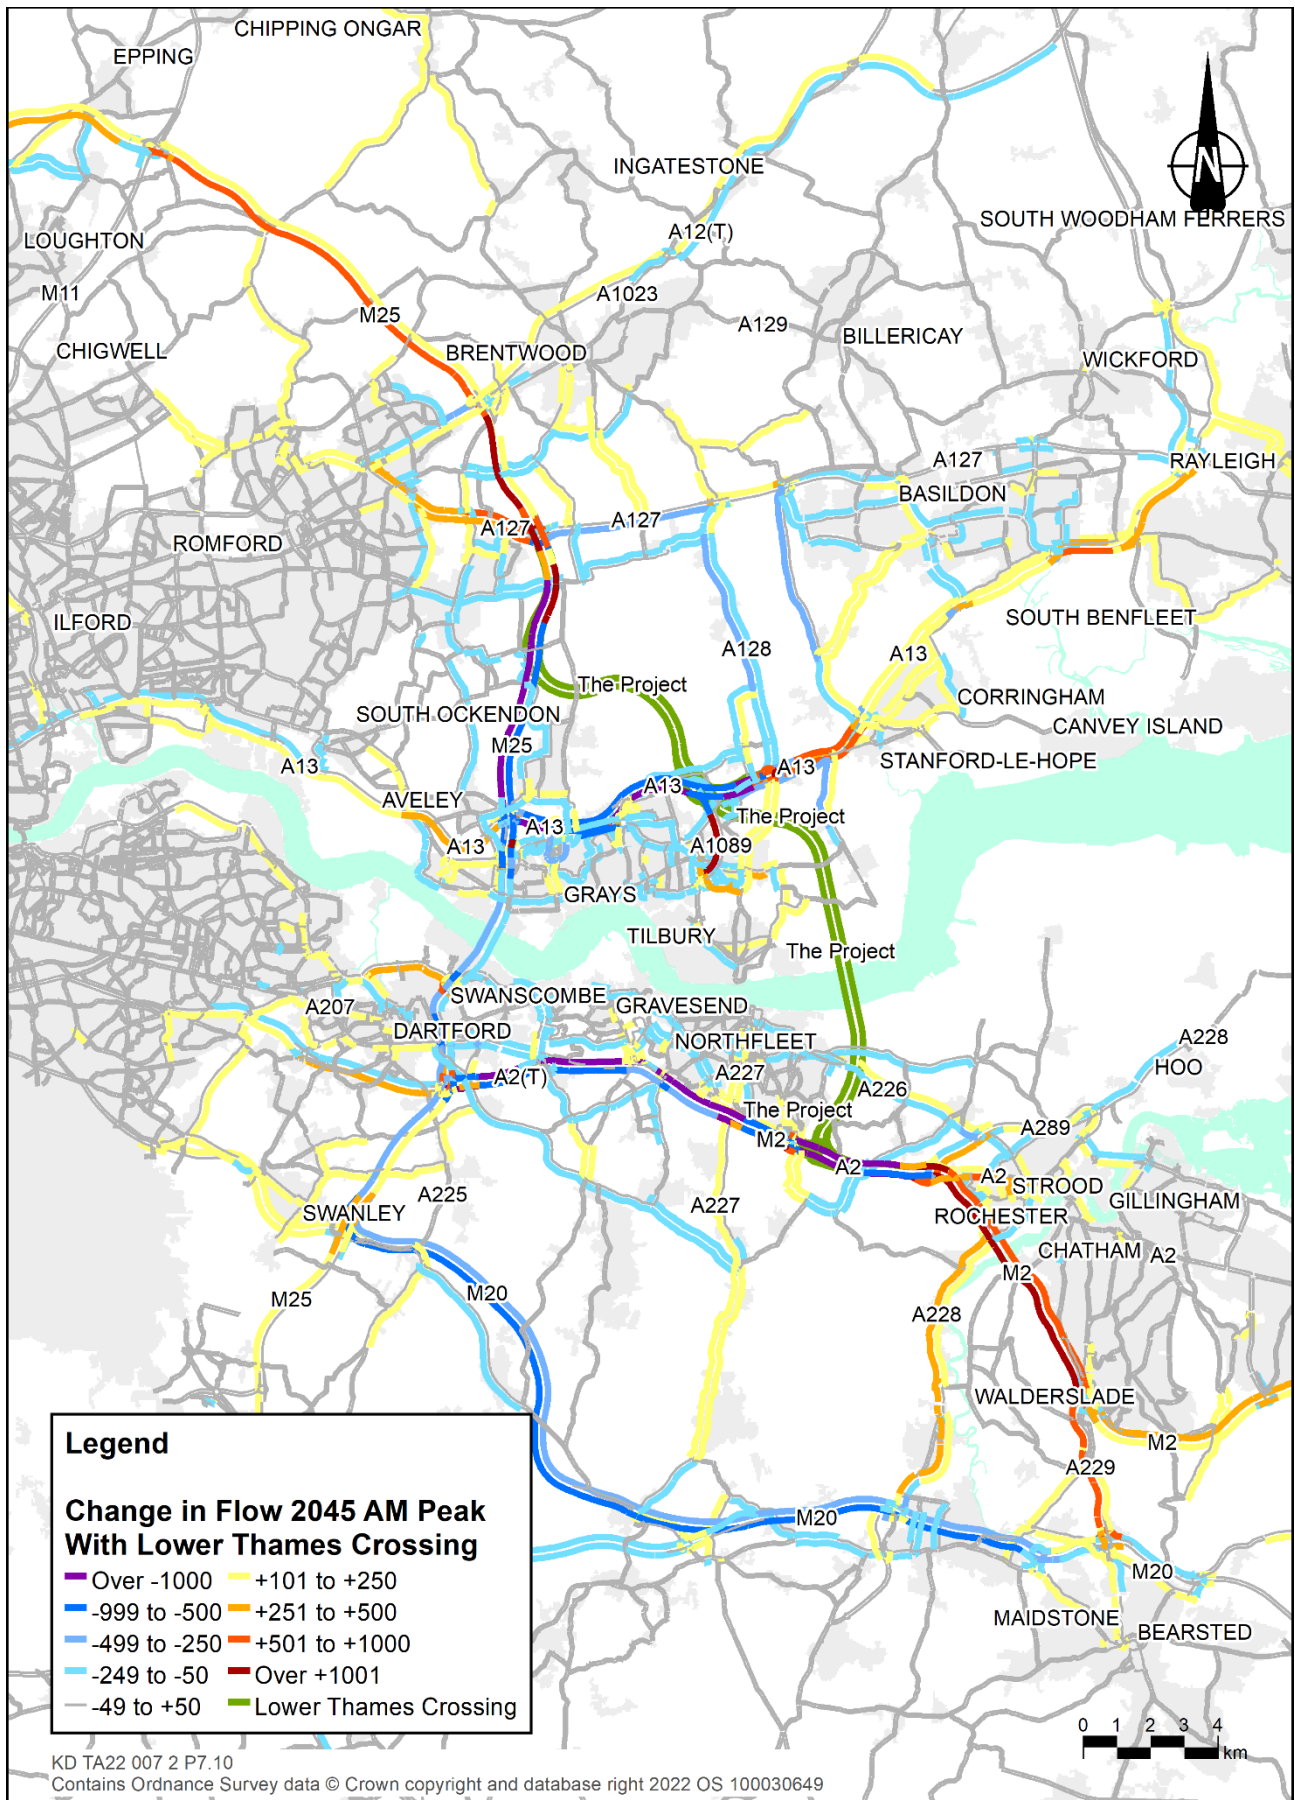 CHIPPING ONGAR
EPPING
N
INGATESTONE
SOUTH WOODHAM FERRERS
LOUGHTON
A12(T)
M11
A1023
M25
A129
BILLERICAY
CHIGWELL
BRENTWOOD
WICKFORD
A127
RAYLEIGH
BASILDON
A127
A127
ROMFORD
ILFORD
SOUTH BENFLEET
A128
A13
The Project
CORRINGHAM
SOUTH OCKENDON
CANVEY ISLAND
M25
STANFORD-LE-HOPE
A13
A13
A13
AVELEY
The Project
A13
A13
A1089
GRAYS
TILBURY
The Project
SWANSCOMBE
GRAVESEND
A207
DARTFORD
NORTHFLEET
A228
HOO
A2(T)
A227
A226
The Project
A289
M2
A2
A2
STROOD
A225
GILLINGHAM
A227
SWANLEY
ROCHESTER
CHATHAM
A2
M2
M25
M20
A228
WALDERSLADE
M2
A229
M20
M20
MAIDSTONE
BEARSTED
Legend
Change in Flow 2045 AM Peak
With Lower Thames Crossing
Over -1000
+101 to +250
-999 to -500
+251 to +500
-499 to -250
+501 to +1000
-249 to -50
Over +1001
-49 to +50
Lower Thames Crossing
0 1 2 3 4
km
KD TA22 007 2 P7.10
Contains Ordnance Survey data © Crown copyright and database right 2022 OS 100030649